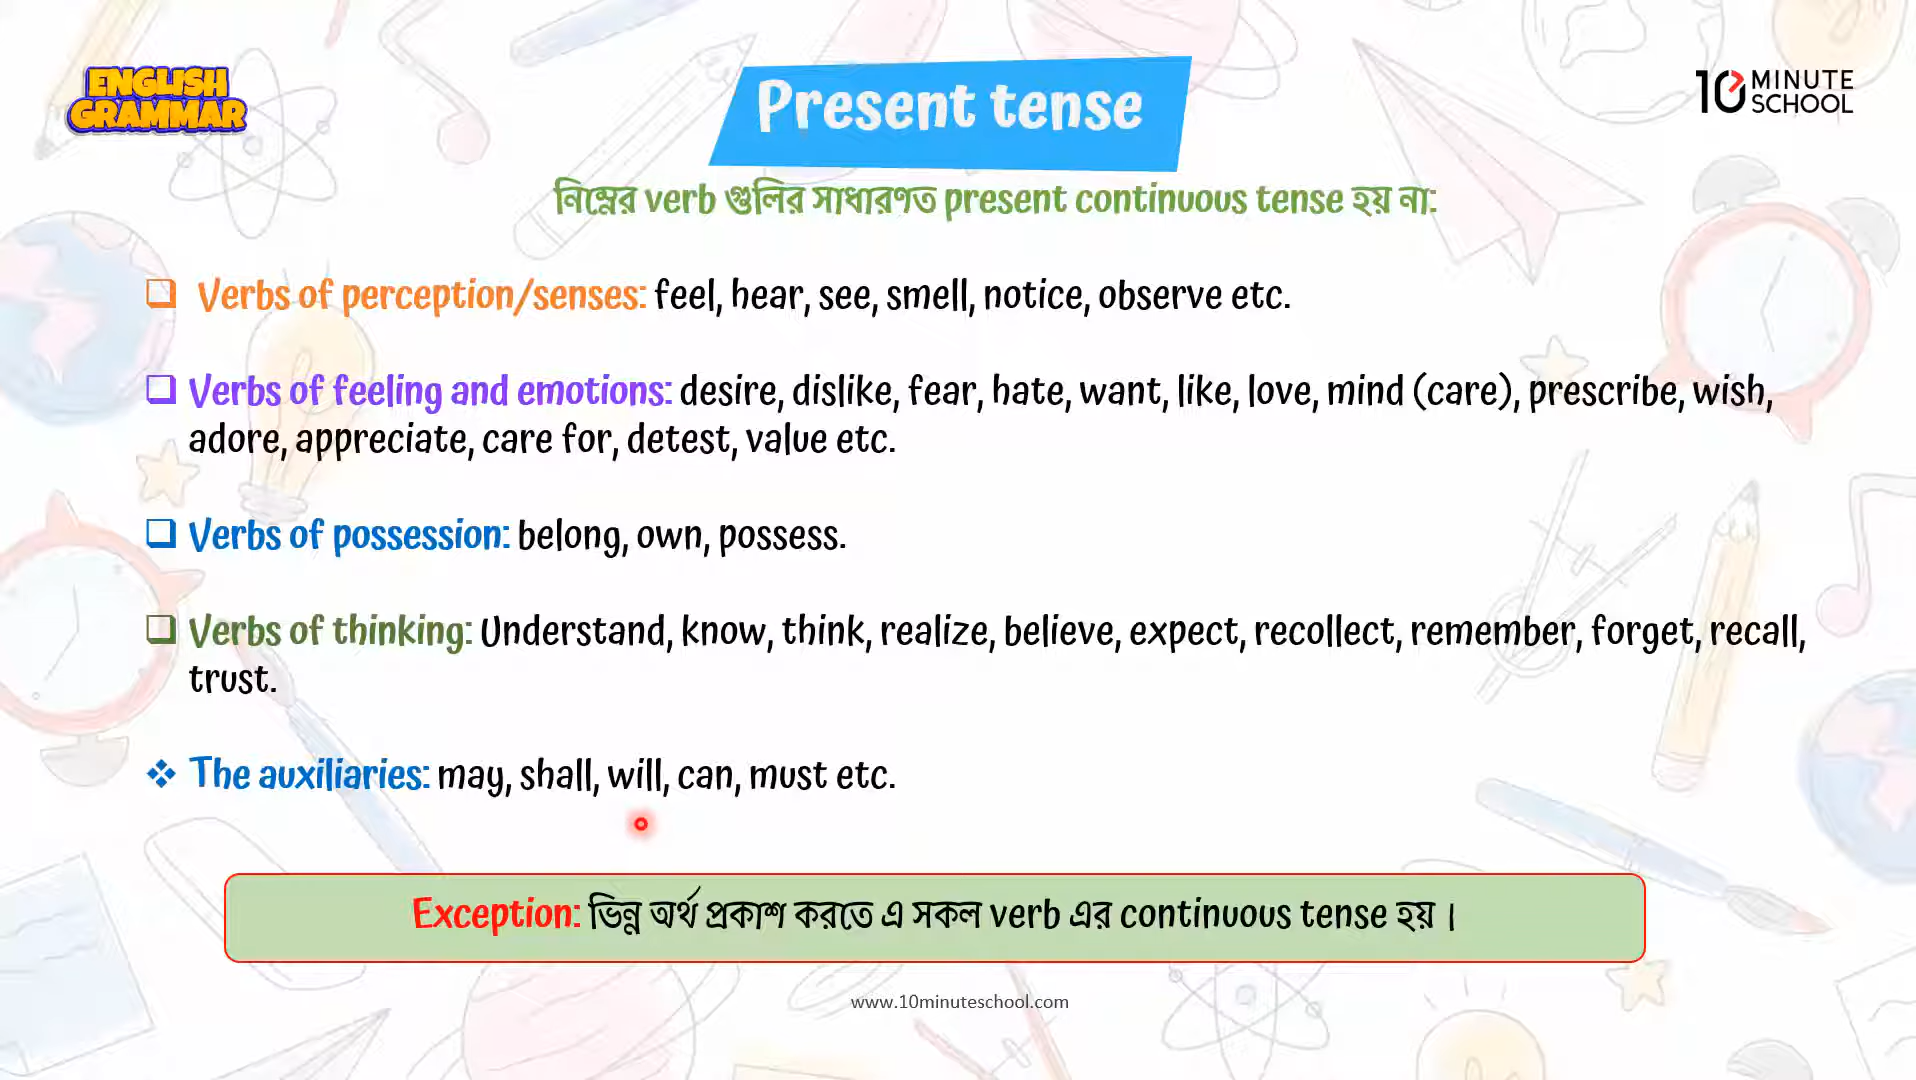 ENGLISH
GRAMMAR
Present tense
10 MINUTE
SCHOOL
নিম্নের verb গুলির সাধারণত present continuous tense হয় না:
Verbs of perception/senses: feel, hear, see, smell, notice, observe etc.
Verbs of feeling and emotions: desire, dislike, fear, hate, want, like, love, mind (care), prescribe, wish,
adore, appreciate, care for, detest, value etc.
Verbs of possession: belong, own, possess.
Verbs of thinking: Understand, know, think, realize, believe, expect, recollect, remember, forget, recall,
trust.
The auxiliaries: may, shall, will, can, must etc.
Exception: ভিন্ন অর্থ প্রকাশ করতে এ সকল verb এর continuous tense হয় ।
www.10minuteschool.com